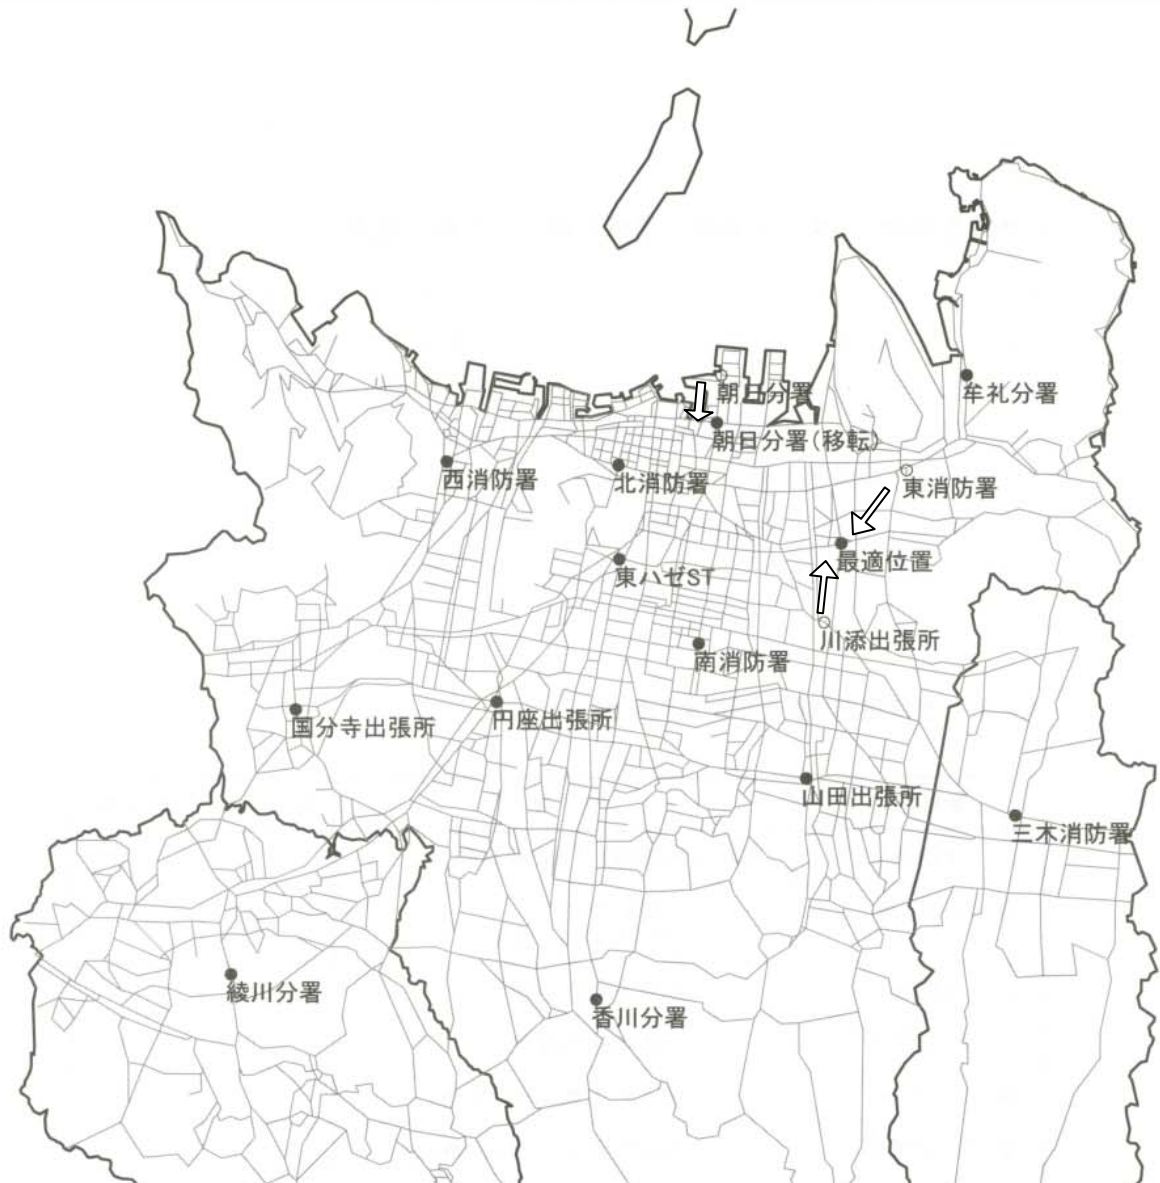 朝日分署
牟礼分署
朝日分署(移転)
西消防署
北消防署
東消防署
最適位置
東ハゼST
川添出張所
南消防署
国分寺出張所
円座出張所
山田出張所
三木消防署
綾川分署
香川分署